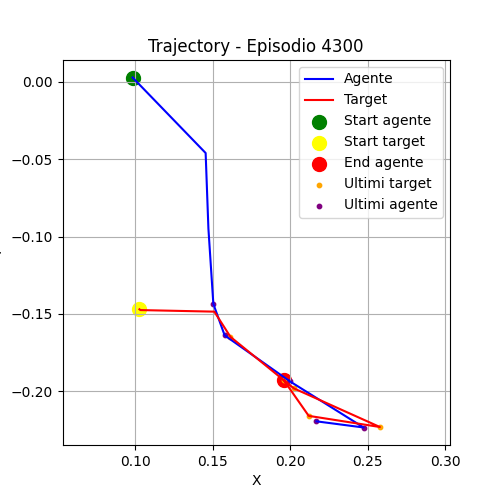 Trajectory - Episodio 4300
Agente
Target
Start agente
Start target
End agente
Ultimi target
Ultimi agente
0.00
−0.05
−0.10
−0.15
−0.20
0.10
0.15
0.20
0.25
0.30
X